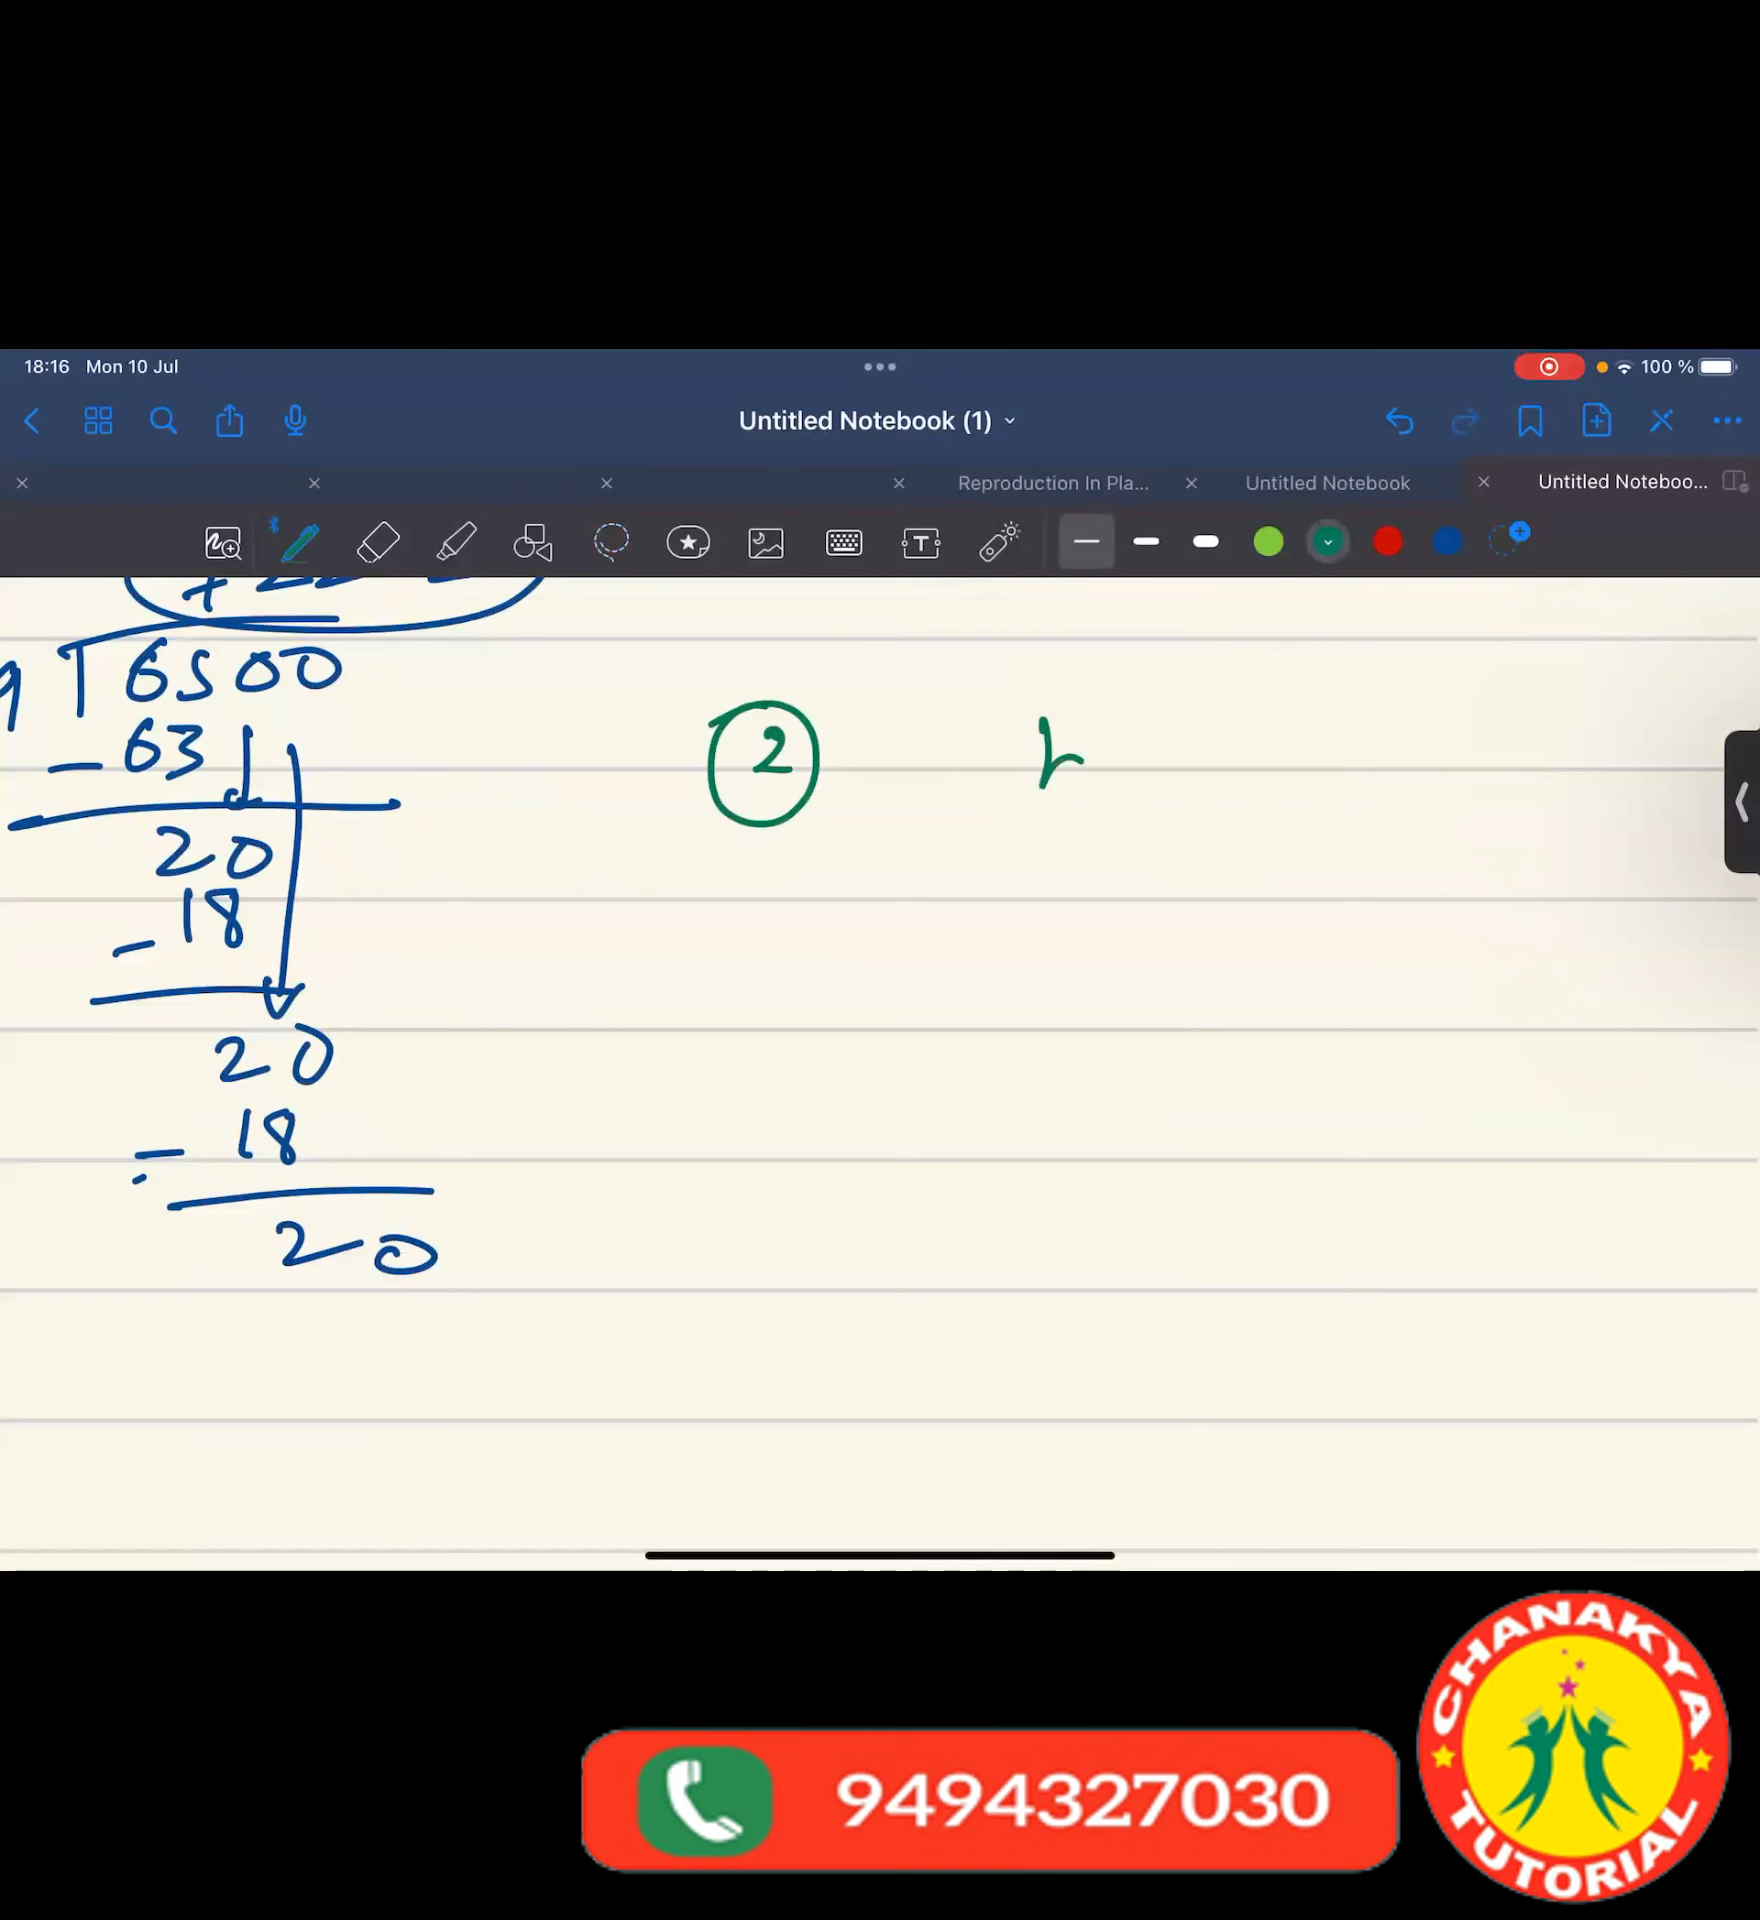 18:16 Mon 10 Jul
100 %
Untitled Notebook (1)
Reproduction In Pla...
Untitled Notebook
Untitled Noteboo...
9 6500
- 63
20
- 18
20
- 18
20
2 r
9494327030
CHANAKYA
TUTORIAL